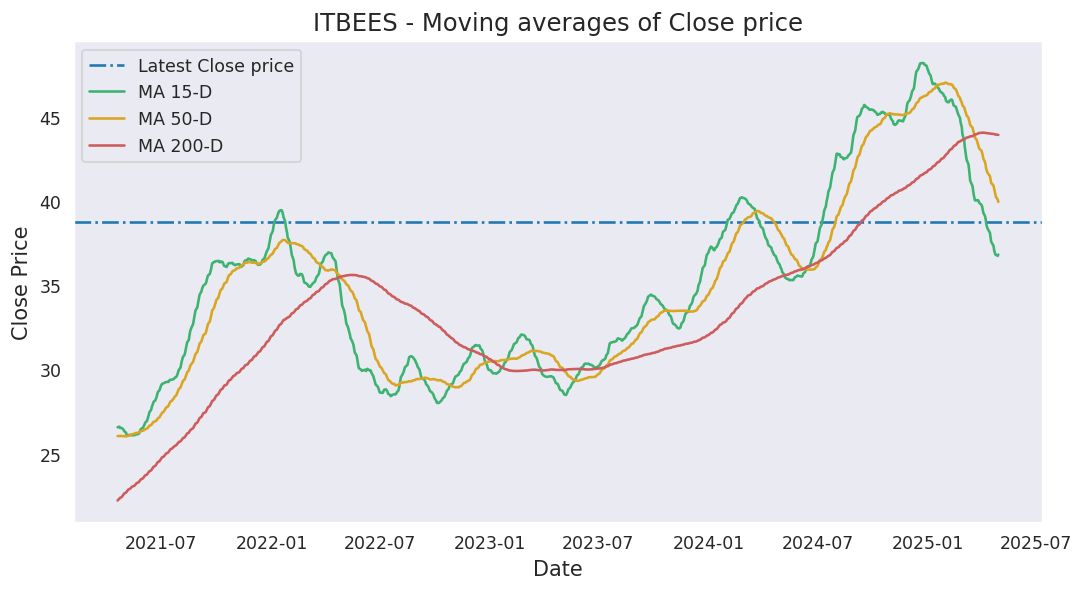 ITBEES - Moving averages of Close price
Latest Close price
MA 15-D
MA 50-D
MA 200-D
45
40
35
30
25
Close Price
2021-07 2022-01 2022-07 2023-01 2023-07 2024-01 2024-07 2025-01 2025-07
Date